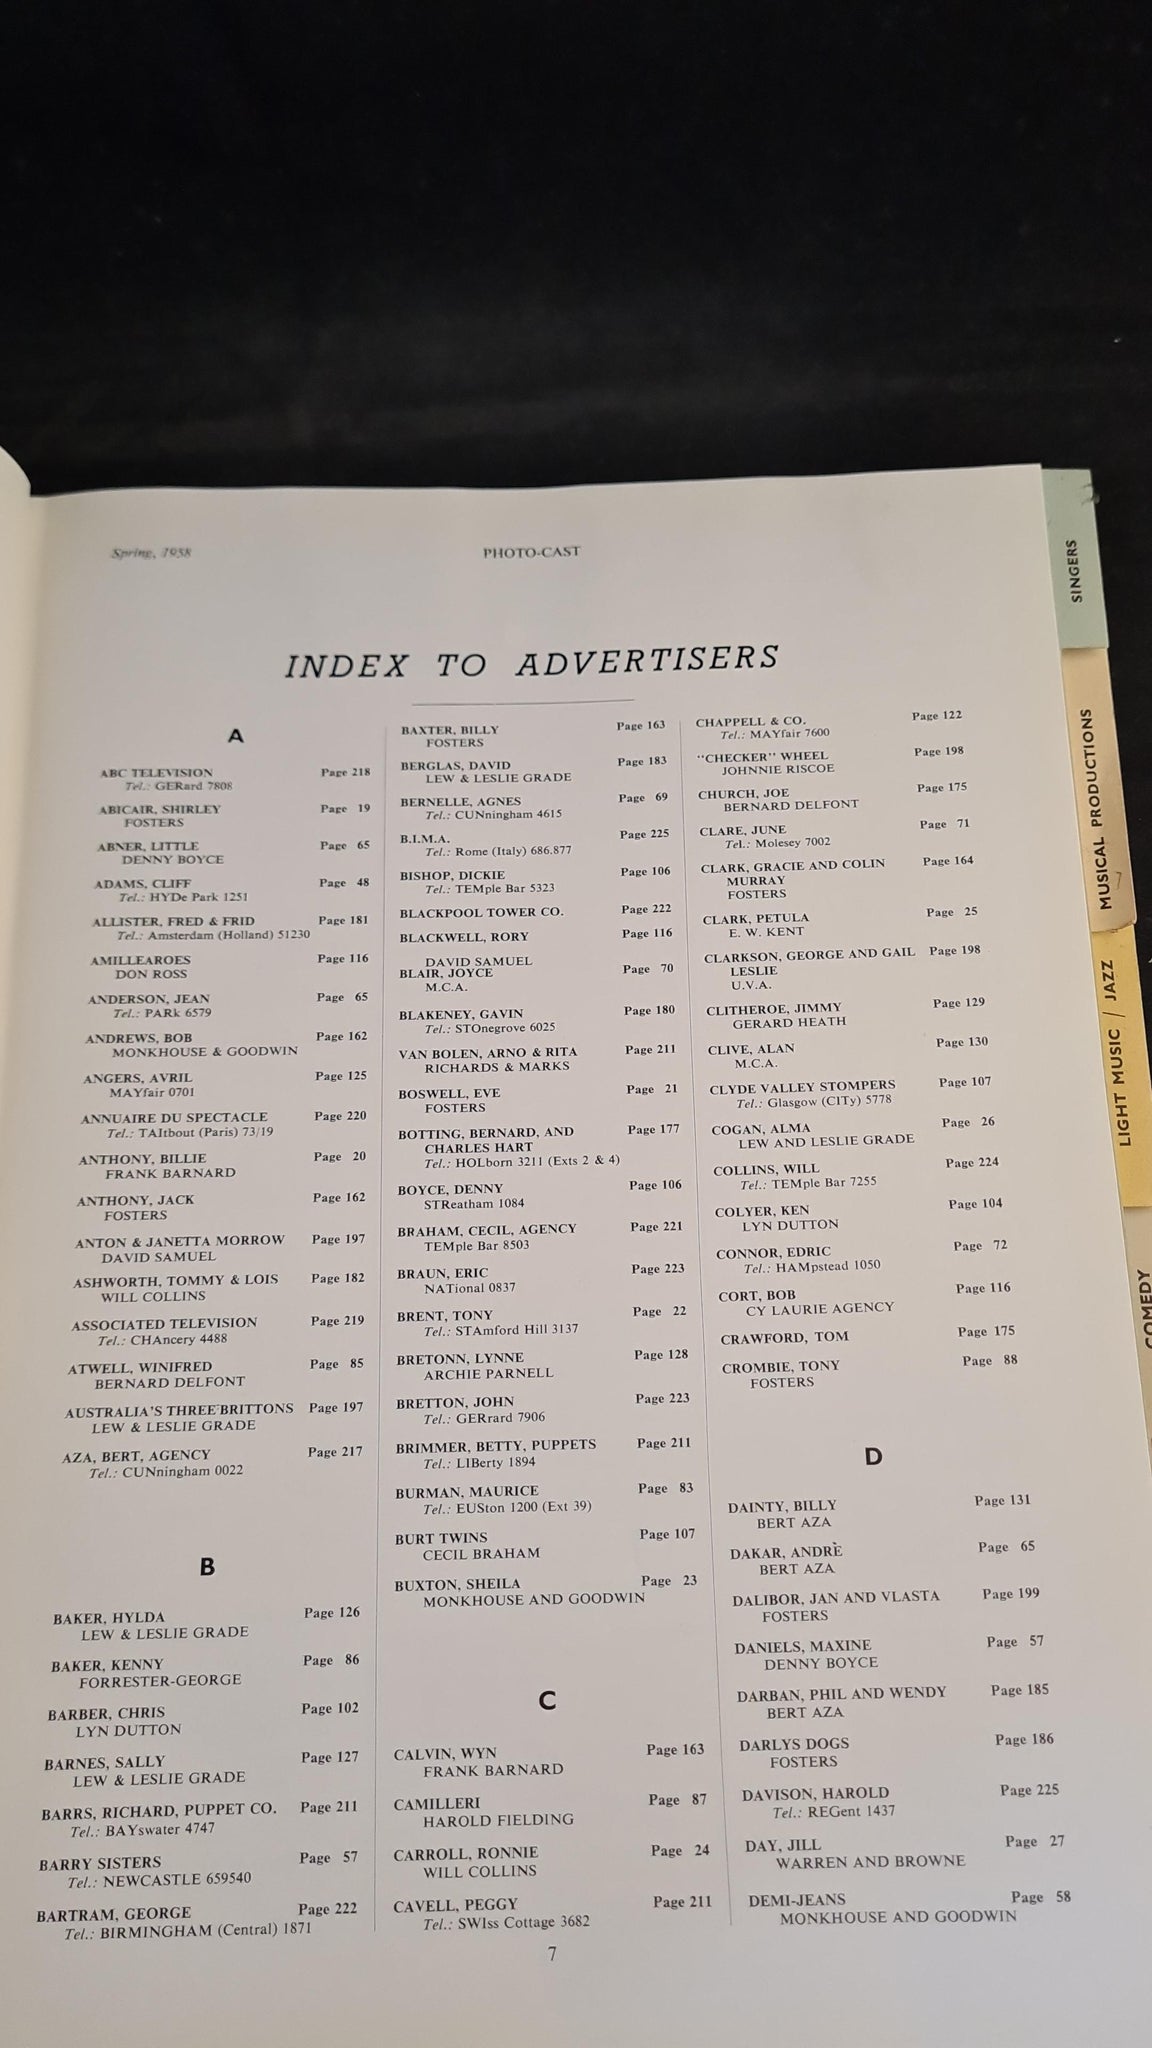 Spring, 1958
PHOTO-CAST
INDEX TO ADVERTISERS
A
ABC TELEVISION Page 218
Tel.: GERard 7808
ABICAIR, SHIRLEY Page 19
FOSTERS
ABNER, LITTLE Page 65
DENNY BOYCE
ADAMS, CLIFF Page 48
Tel.: HYDe Park 1251
ALLISTER, FRED & FRID Page 181
Tel.: Amsterdam (Holland) 51230
AMILLEAROES Page 116
DON ROSS
ANDERSON, JEAN Page 65
Tel.: PARk 6579
ANDREWS, BOB Page 162
MONKHOUSE & GOODWIN
ANGERS, AVRIL Page 125
MAYfair 0701
ANNUAIRE DU SPECTACLE Page 220
Tel.: TAItbout (Paris) 73/19
ANTHONY, BILLIE Page 20
FRANK BARNARD
ANTHONY, JACK Page 162
FOSTERS
ANTON & JANETTA MORROW Page 197
DAVID SAMUEL
ASHWORTH, TOMMY & LOIS Page 182
WILL COLLINS
ASSOCIATED TELEVISION Page 219
Tel.: CHAncery 4488
ATWELL, WINIFRED Page 85
BERNARD DELFONT
AUSTRALIA'S THREE BRITTONS Page 197
LEW & LESLIE GRADE
AZA, BERT, AGENCY Page 217
Tel.: CUNningham 0022
B
BAKER, HYLDA Page 126
LEW & LESLIE GRADE
BAKER, KENNY Page 86
FORRESTER-GEORGE
BARBER, CHRIS Page 102
LYN DUTTON
BARNES, SALLY Page 127
LEW & LESLIE GRADE
BARRS, RICHARD, PUPPET CO. Page 211
Tel.: BAYswater 4747
BARRY SISTERS Page 57
Tel.: NEWCASTLE 659540
BARTRAM, GEORGE Page 222
Tel.: BIRMINGHAM (Central) 1871
BAXTER, BILLY Page 163
FOSTERS
BERGLAS, DAVID Page 183
LEW & LESLIE GRADE
BERNELLE, AGNES Page 69
Tel.: CUNningham 4615
B.I.M.A. Page 225
Tel.: Rome (Italy) 686.877
BISHOP, DICKIE Page 106
Tel.: TEMple Bar 5323
BLACKPOOL TOWER CO. Page 222
BLACKWELL, RORY Page 116
DAVID SAMUEL
BLAIR, JOYCE Page 70
M.C.A.
BLAKENEY, GAVIN Page 180
Tel.: STOnegrove 6025
VAN BOLEN, ARNO & RITA Page 211
RICHARDS & MARKS
BOSWELL, EVE Page 21
FOSTERS
BOTTING, BERNARD, AND Page 177
CHARLES HART
Tel.: HOLborn 3211 (Exts 2 & 4)
BOYCE, DENNY Page 106
STReatham 1084
BRAHAM, CECIL, AGENCY Page 221
TEMple Bar 8503
BRAUN, ERIC Page 223
NATional 0837
BRENT, TONY Page 22
Tel.: STAmford Hill 3137
BRETONN, LYNNE Page 128
ARCHIE PARNELL
BRETTON, JOHN Page 223
Tel.: GERrard 7906
BRIMMER, BETTY, PUPPETS Page 211
Tel.: LIBerty 1894
BURMAN, MAURICE Page 83
Tel.: EUSton 1200 (Ext 39)
BURT TWINS Page 107
CECIL BRAHAM
BUXTON, SHEILA Page 23
MONKHOUSE AND GOODWIN
C
CALVIN, WYN Page 163
FRANK BARNARD
CAMILLERI Page 87
HAROLD FIELDING
CARROLL, RONNIE Page 24
WILL COLLINS
CAVELL, PEGGY Page 211
Tel.: SWIss Cottage 3682
CHAPPELL & CO. Page 122
Tel.: MAYfair 7600
"CHECKER" WHEEL Page 198
JOHNNIE RISCOE
CHURCH, JOE Page 175
BERNARD DELFONT
CLARE, JUNE Page 71
Tel.: Molesey 7002
CLARK, GRACIE AND COLIN Page 164
MURRAY
FOSTERS
CLARK, PETULA Page 25
E. W. KENT
CLARKSON, GEORGE AND GAIL Page 198
LESLIE
U.V.A.
CLITHEROE, JIMMY Page 129
GERARD HEATH
CLIVE, ALAN Page 130
M.C.A.
CLYDE VALLEY STOMPERS Page 107
Tel.: Glasgow (CITy) 5778
COGAN, ALMA Page 26
LEW AND LESLIE GRADE
COLLINS, WILL Page 224
Tel.: TEMple Bar 7255
COLYER, KEN Page 104
LYN DUTTON
CONNOR, EDRIC Page 72
Tel.: HAMpstead 1050
CORT, BOB Page 116
CY LAURIE AGENCY
CRAWFORD, TOM Page 175
CROMBIE, TONY Page 88
FOSTERS
D
DAINTY, BILLY Page 131
BERT AZA
DAKAR, ANDRÈ Page 65
BERT AZA
DALIBOR, JAN AND VLASTA Page 199
FOSTERS
DANIELS, MAXINE Page 57
DENNY BOYCE
DARBAN, PHIL AND WENDY Page 185
BERT AZA
DARLYS DOGS Page 186
FOSTERS
DAVISON, HAROLD Page 225
Tel.: REGent 1437
DAY, JILL Page 27
WARREN AND BROWNE
DEMI-JEANS Page 58
MONKHOUSE AND GOODWIN
7
SINGERS
MUSICAL PRODUCTIONS
LIGHT MUSIC / JAZZ
COMEDY